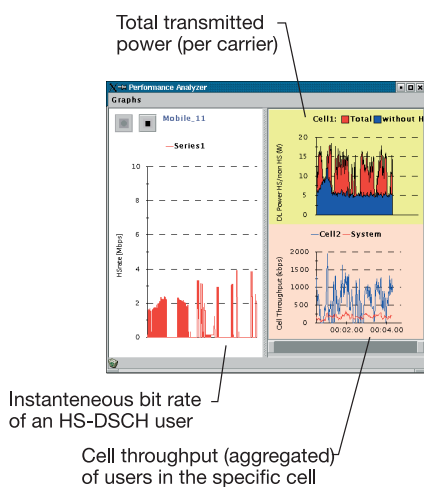 Total transmitted
power (per carrier)
Performance Analyzer
Graphs
Mobile_11
Series1
HSrate [Mbps]
10
8
6
4
2
0
Cell1: Total without H
DL Power HS/non HS (W)
20
15
10
5
0
Cell2 System
Cell Throughput (kbps)
2000
1500
1000
500
0
00:02:00 00:04:00
Instanteneous bit rate
of an HS-DSCH user
Cell throughput (aggregated)
of users in the specific cell